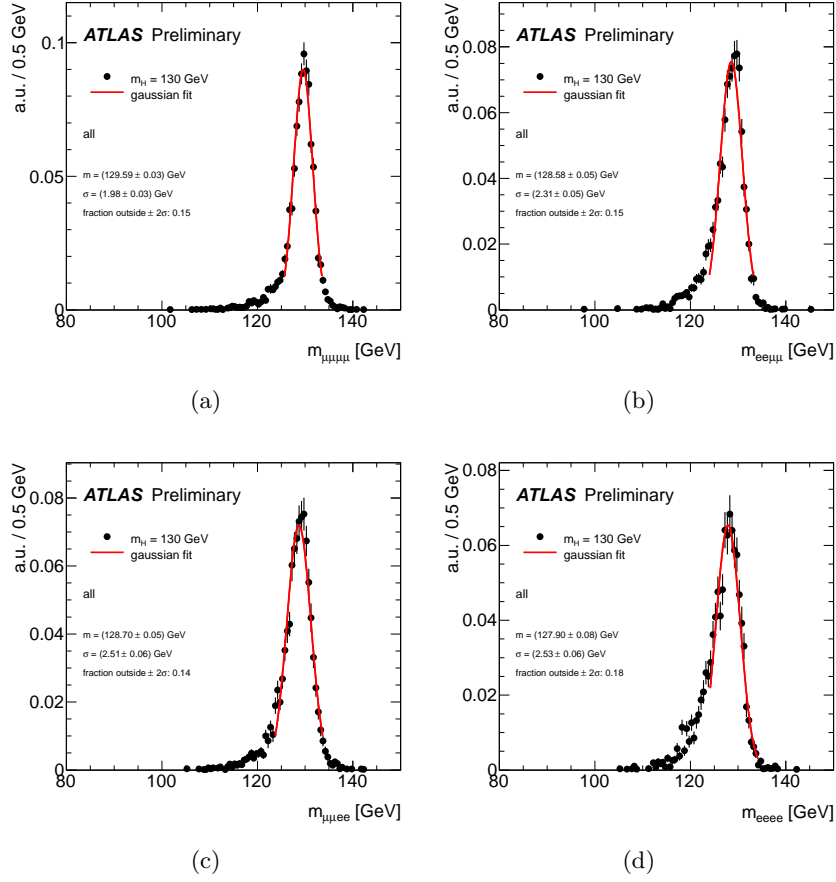 a.u. / 0.5 GeV
0.1
0.05
0
ATLAS Preliminary
m_H = 130 GeV
gaussian fit
all
m = (129.59 ± 0.03) GeV
σ = (1.98 ± 0.03) GeV
fraction outside ± 2σ: 0.15
80 100 120 140
m_μμμμ [GeV]
(a)
a.u. / 0.5 GeV
0.08
0.06
0.04
0.02
0
ATLAS Preliminary
m_H = 130 GeV
gaussian fit
all
m = (128.58 ± 0.05) GeV
σ = (2.31 ± 0.05) GeV
fraction outside ± 2σ: 0.15
80 100 120 140
m_eeμμ [GeV]
(b)
a.u. / 0.5 GeV
0.08
0.06
0.04
0.02
0
ATLAS Preliminary
m_H = 130 GeV
gaussian fit
all
m = (128.70 ± 0.05) GeV
σ = (2.51 ± 0.06) GeV
fraction outside ± 2σ: 0.14
80 100 120 140
m_μμee [GeV]
(c)
a.u. / 0.5 GeV
0.08
0.06
0.04
0.02
0
ATLAS Preliminary
m_H = 130 GeV
gaussian fit
all
m = (127.90 ± 0.08) GeV
σ = (2.53 ± 0.06) GeV
fraction outside ± 2σ: 0.18
80 100 120 140
m_eeee [GeV]
(d)